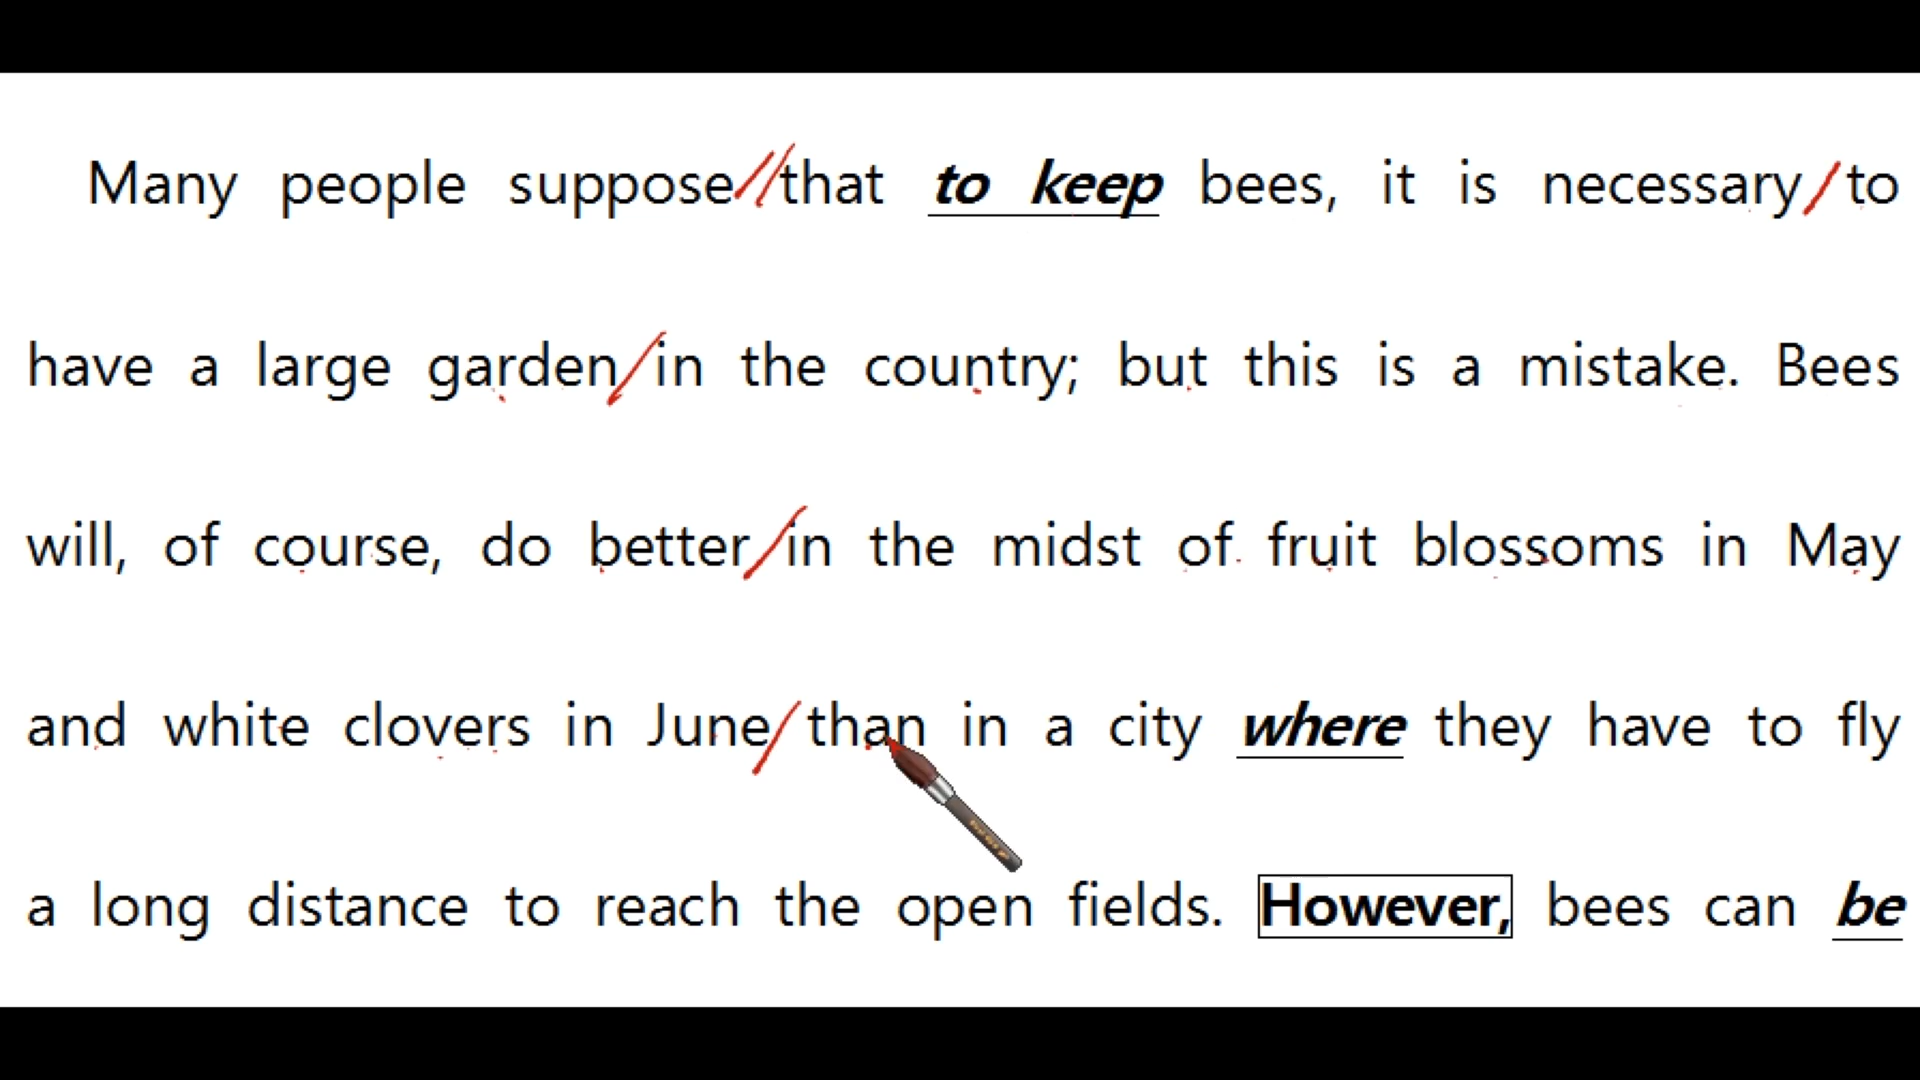 Many people suppose that to keep bees, it is necessary to
have a large garden in the country; but this is a mistake. Bees
will, of course, do better in the midst of fruit blossoms in May
and white clovers in June than in a city where they have to fly
a long distance to reach the open fields. However, bees can be